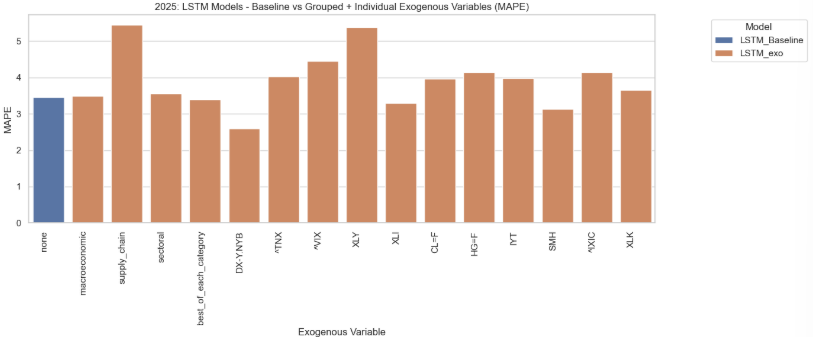 2025: LSTM Models - Baseline vs Grouped + Individual Exogenous Variables (MAPE)
Model
LSTM_Baseline
LSTM_exo
MAPE
5
4
3
2
1
0
none
macroeconomic
supply_chain
sectoral
best_of_each_category
DX-Y.NYB
^TNX
^VIX
XLY
XLI
CL=F
HG=F
IYT
SMH
^IXIC
XLK
Exogenous Variable